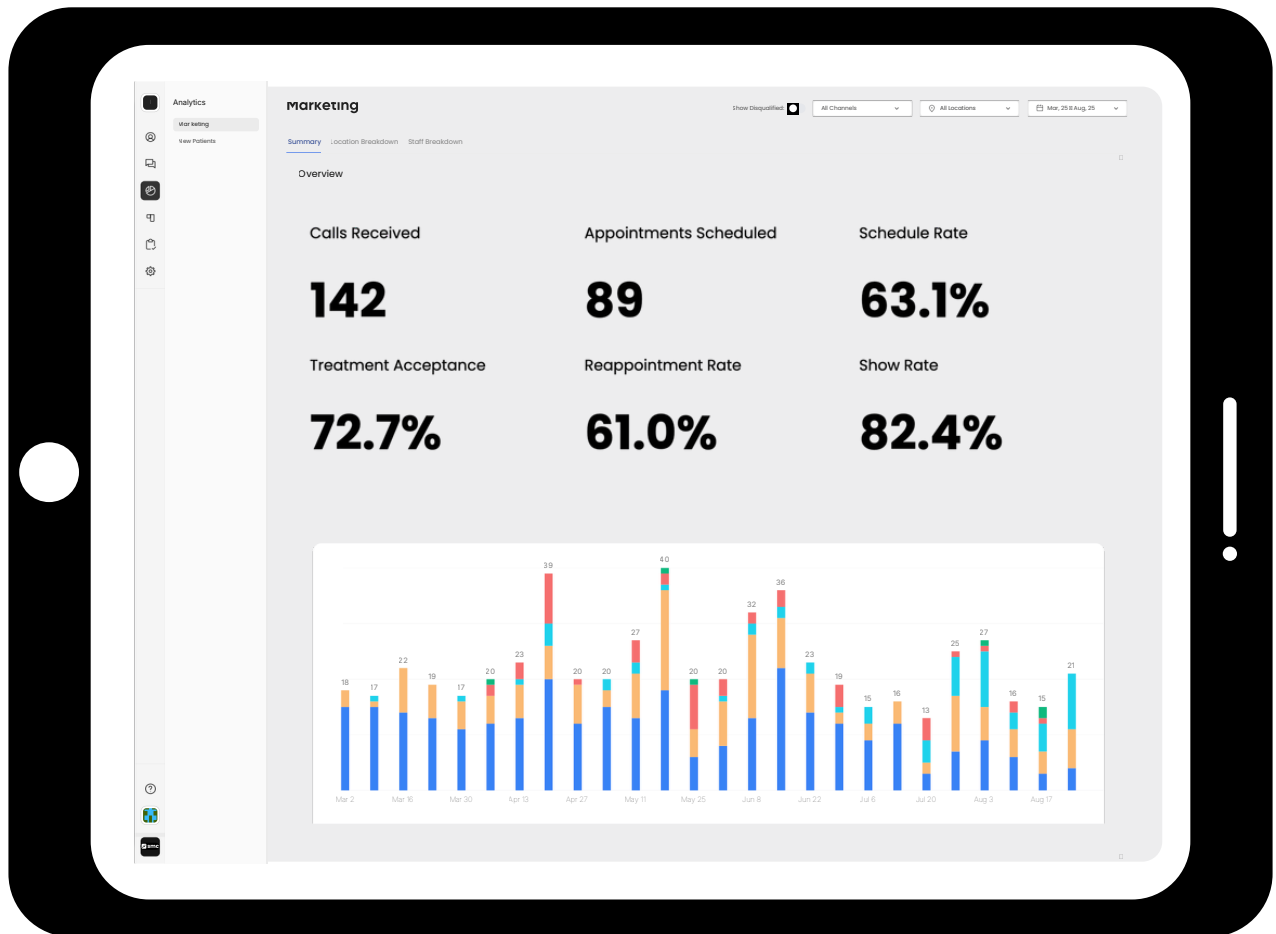 Analytics
Marketing
New Patients
Marketing
Show Disqualified
All Channels
All Locations
Mar, 25 Aug, 25
Summary
Location Breakdown
Staff Breakdown
Overview
Calls Received
Appointments Scheduled
Schedule Rate
142
89
63.1%
Treatment Acceptance
Reappointment Rate
Show Rate
72.7%
61.0%
82.4%
18
17
22
19
17
20
23
39
20
20
27
40
20
20
32
36
23
19
15
16
13
25
27
16
15
21
Mar 2
Mar 16
Mar 30
Apr 13
Apr 27
May 11
May 25
Jun 8
Jun 22
Jul 6
Jul 20
Aug 3
Aug 17
smc